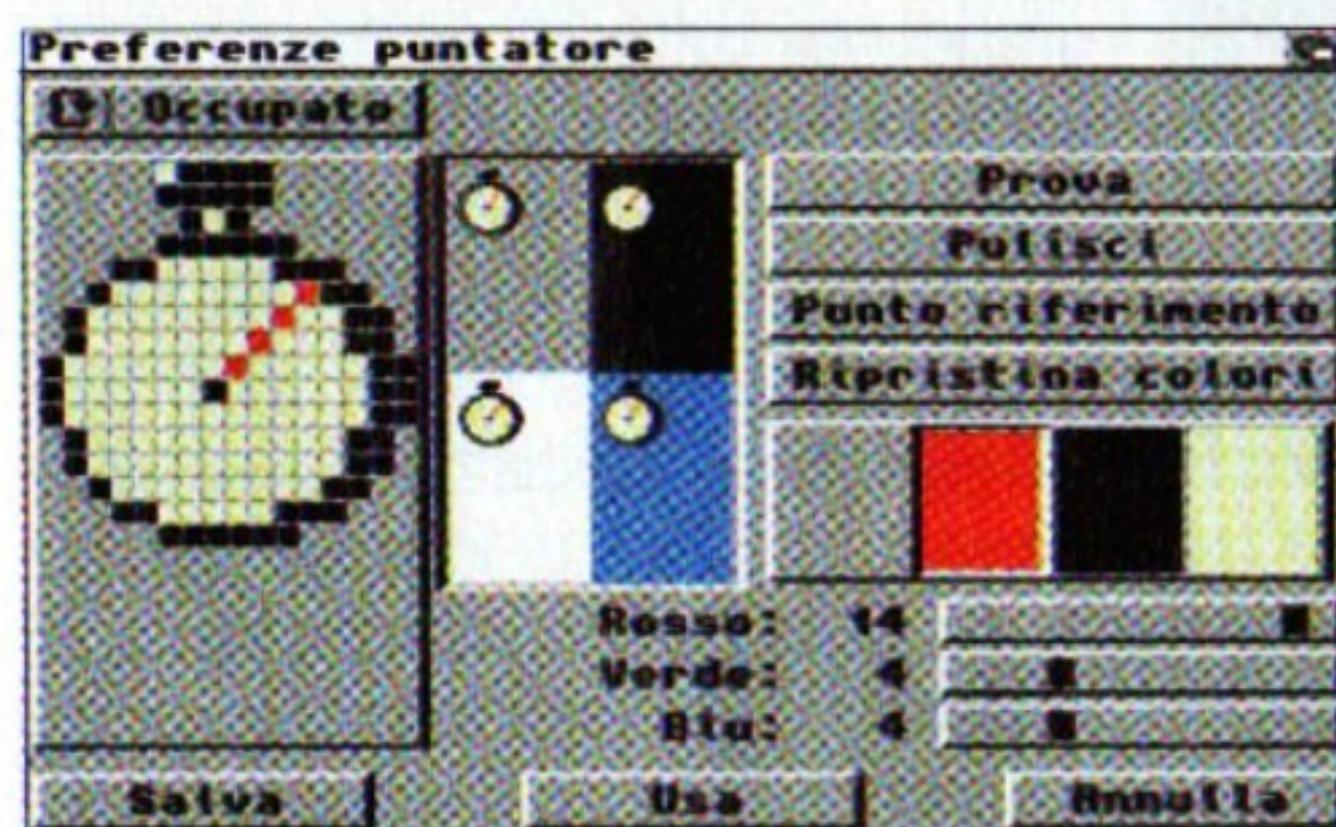 Preferenze puntatore
Occupato
Prova
Pulisci
Punto riferimento
Ripristina colori
Rosso: 14
Verde: 4
Blu: 4
Salva
Usa
Annulla